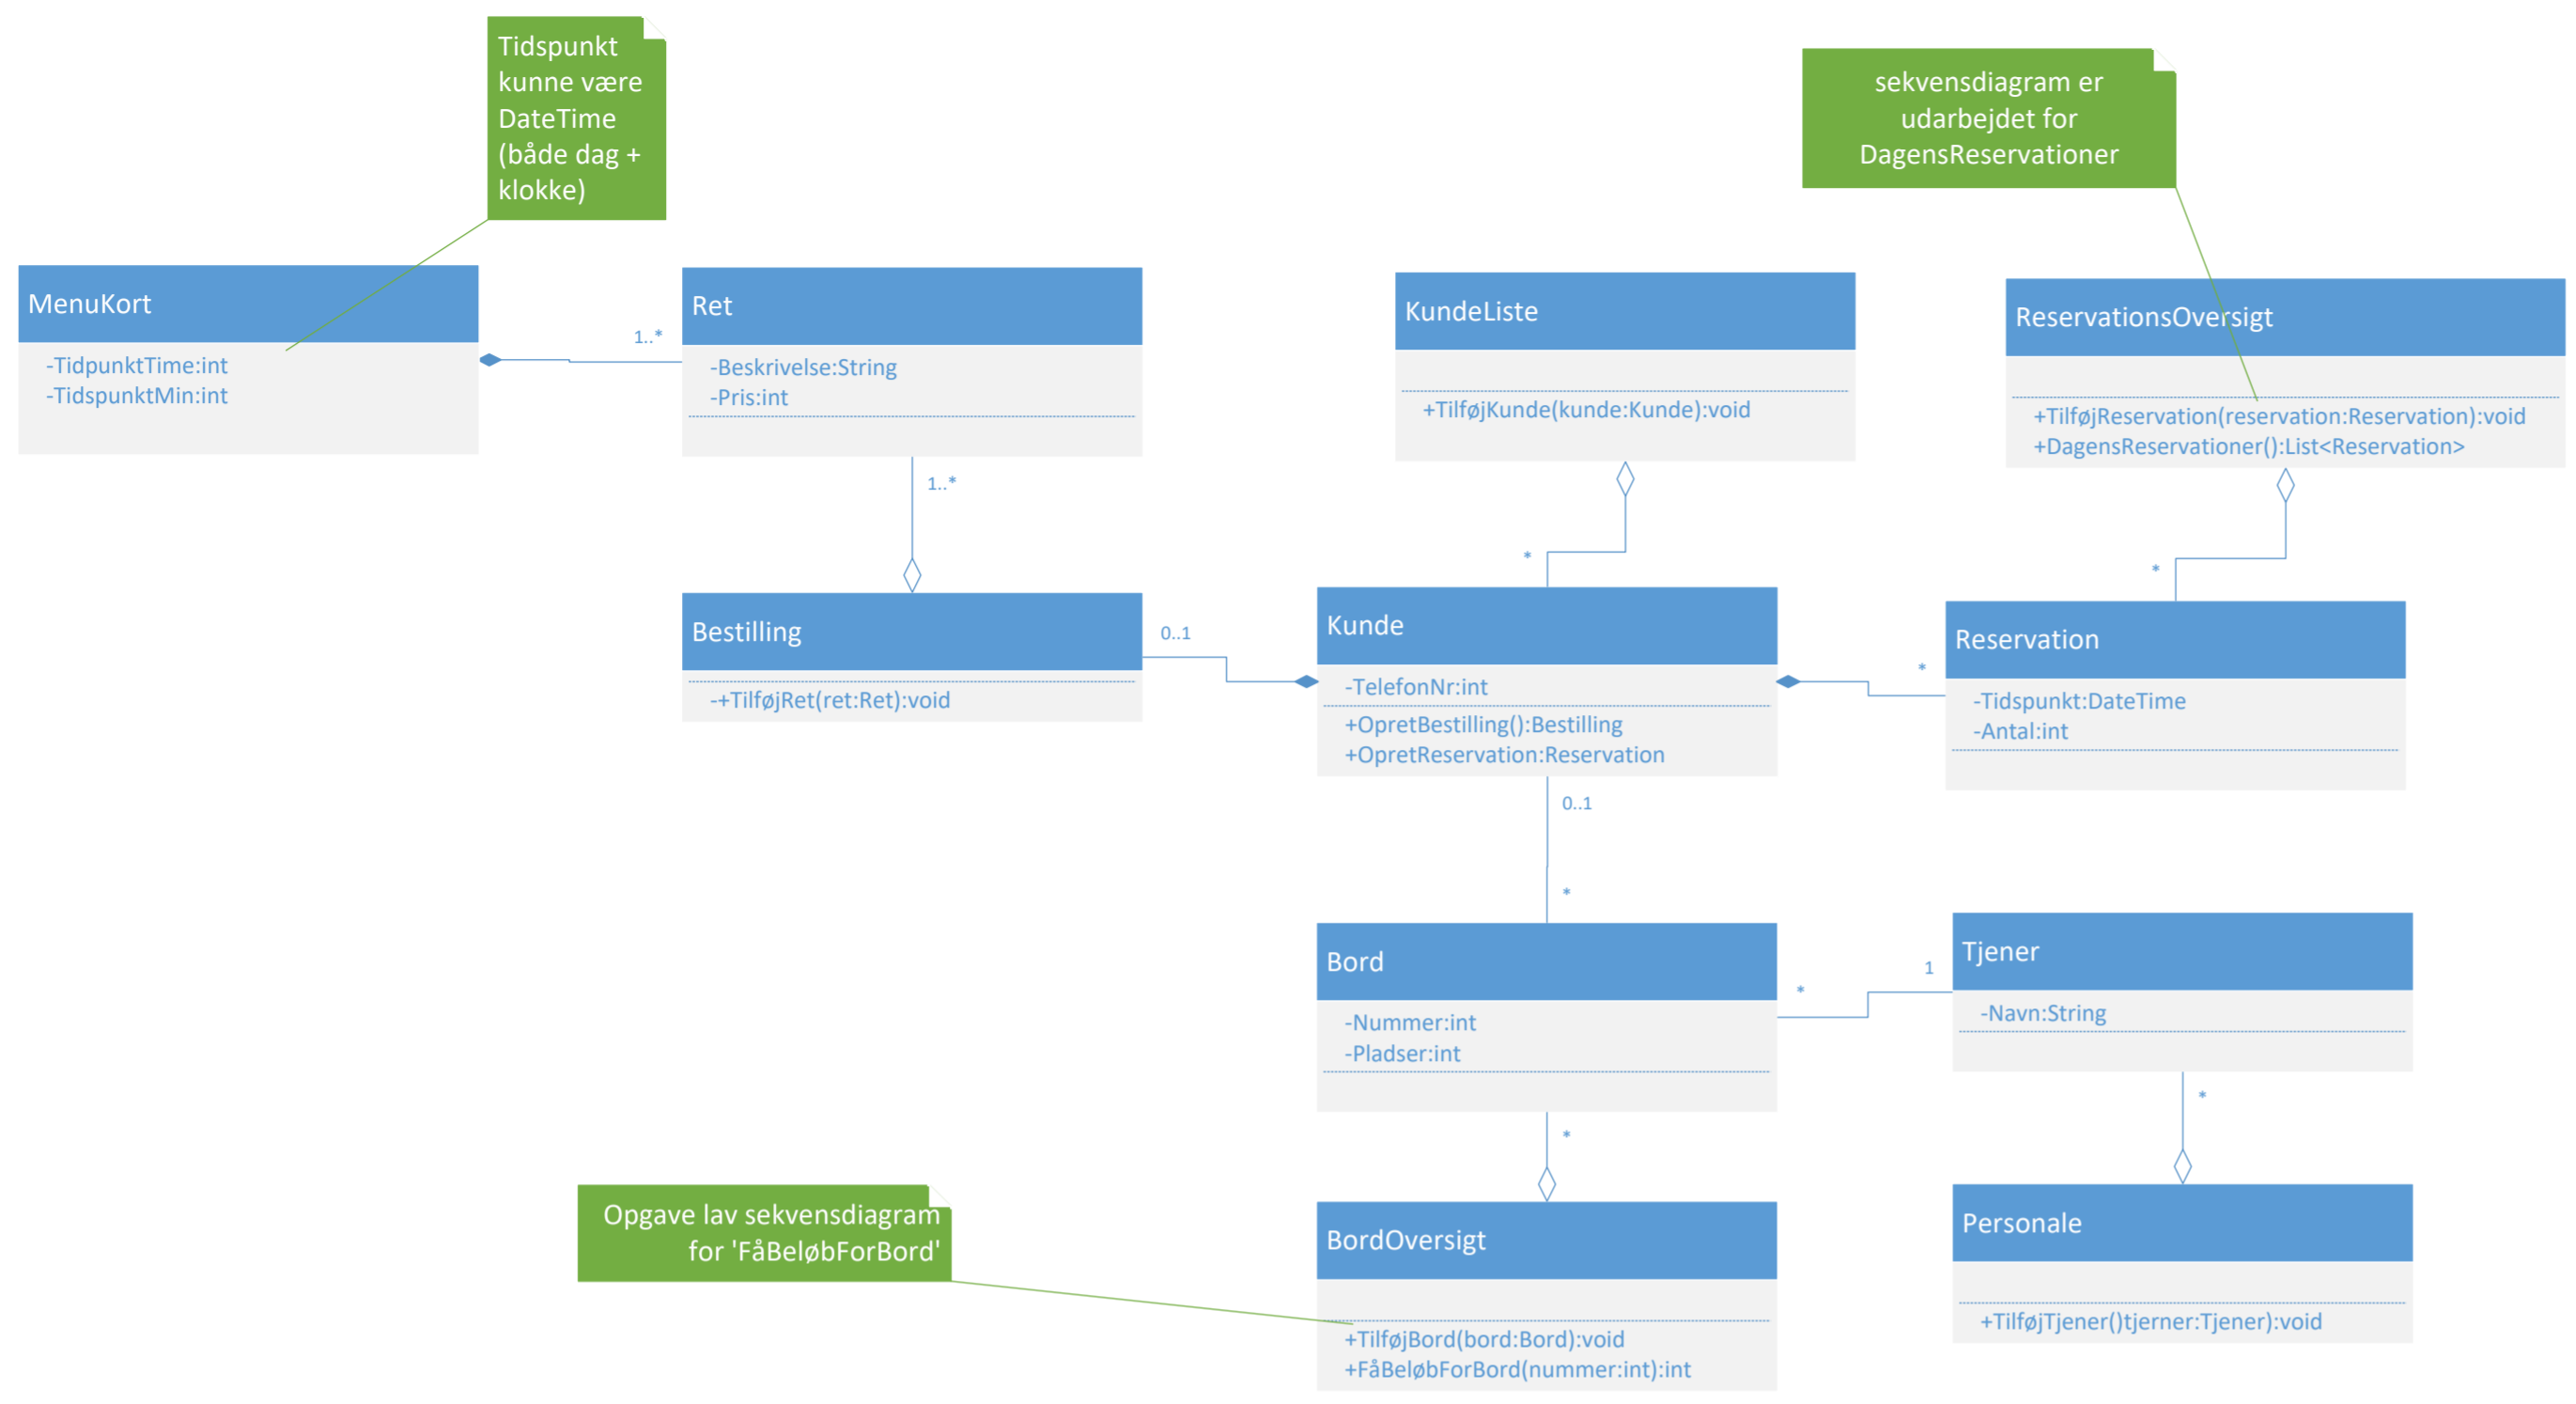 Tidspunkt
kunne være
DateTime
(både dag +
klokke)
sekvensdiagram er
udarbejdet for
DagensReservationer
MenuKort
-TidpunktTime:int
-TidspunktMin:int
1..*
Ret
-Beskrivelse:String
-Pris:int
KundeListe
+TilføjKunde(kunde:Kunde):void
ReservationsOversigt
+TilføjReservation(reservation:Reservation):void
+DagensReservationer():List<Reservation>
1..*
*
*
Bestilling
-+TilføjRet(ret:Ret):void
0..1
Kunde
-TelefonNr:int
+OpretBestilling():Bestilling
+OpretReservation:Reservation
*
Reservation
-Tidspunkt:DateTime
-Antal:int
0..1
*
Bord
-Nummer:int
-Pladser:int
*
1
Tjener
-Navn:String
*
*
Opgave lav sekvensdiagram
for 'FåBeløbForBord'
BordOversigt
+TilføjBord(bord:Bord):void
+FåBeløbForBord(nummer:int):int
Personale
+TilføjTjener()tjerner:Tjener):void